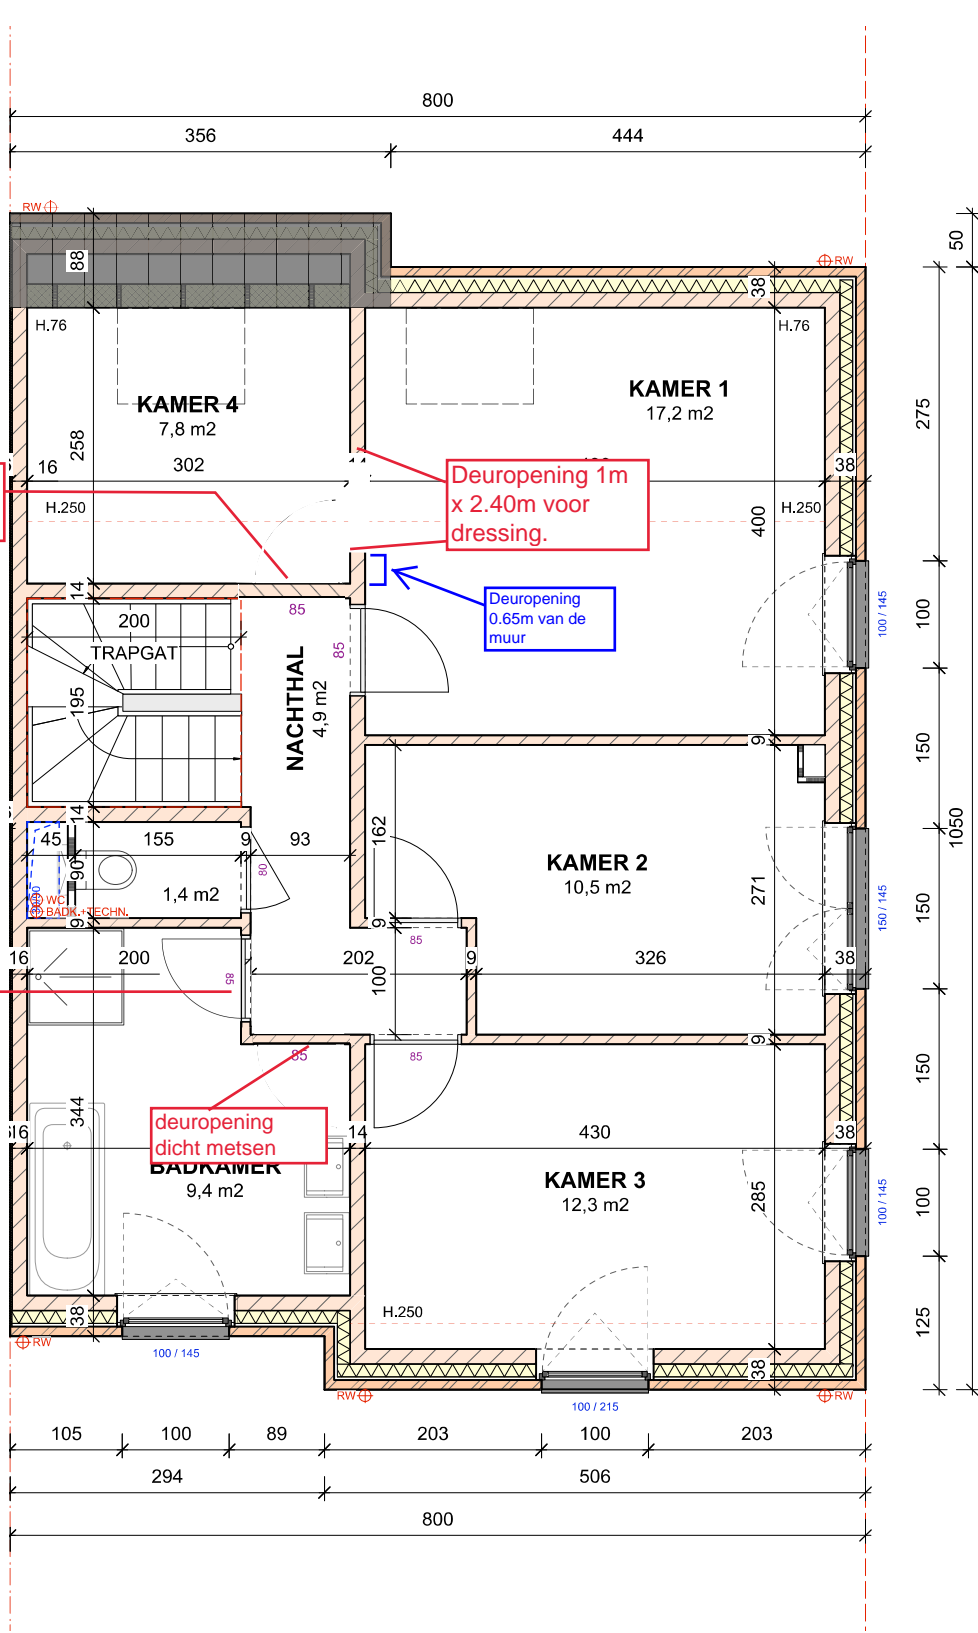 800
356
444
RW
50
RW
88
38
H.76
H.76
KAMER 4
7,8 m2
KAMER 1
17,2 m2
275
258
16
302
38
Deuropening 1m
x 2.40m voor
dressing.
H.250
H.250
400
14
Deuropening
0.65m van de
muur
85
200
85
TRAPGAT
100
100 / 145
NACHTHAL
4,9 m2
195
9
150
14
45
155
9
93
162
1050
90
80
KAMER 2
10,5 m2
271
1,4 m2
WC
BADK.+TECHN.
150
150 / 145
9
9
85
16
200
202
9
326
38
85
100
9
85
85
150
344
deuropening
dicht metsen
16
14
430
38
BADKAMER
9,4 m2
KAMER 3
12,3 m2
285
100
100 / 145
38
H.250
125
RW
100 / 145
38
RW
RW
100 / 215
105
100
89
203
100
203
294
506
800